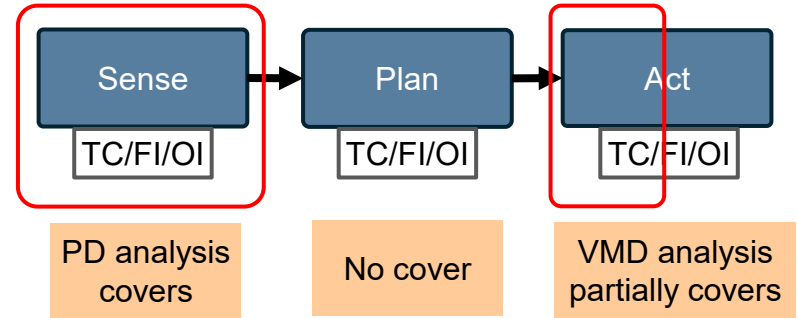 Sense
Plan
Act
TC/FI/OI
TC/FI/OI
TC/FI/OI
PD analysis
covers
No cover
VMD analysis
partially covers